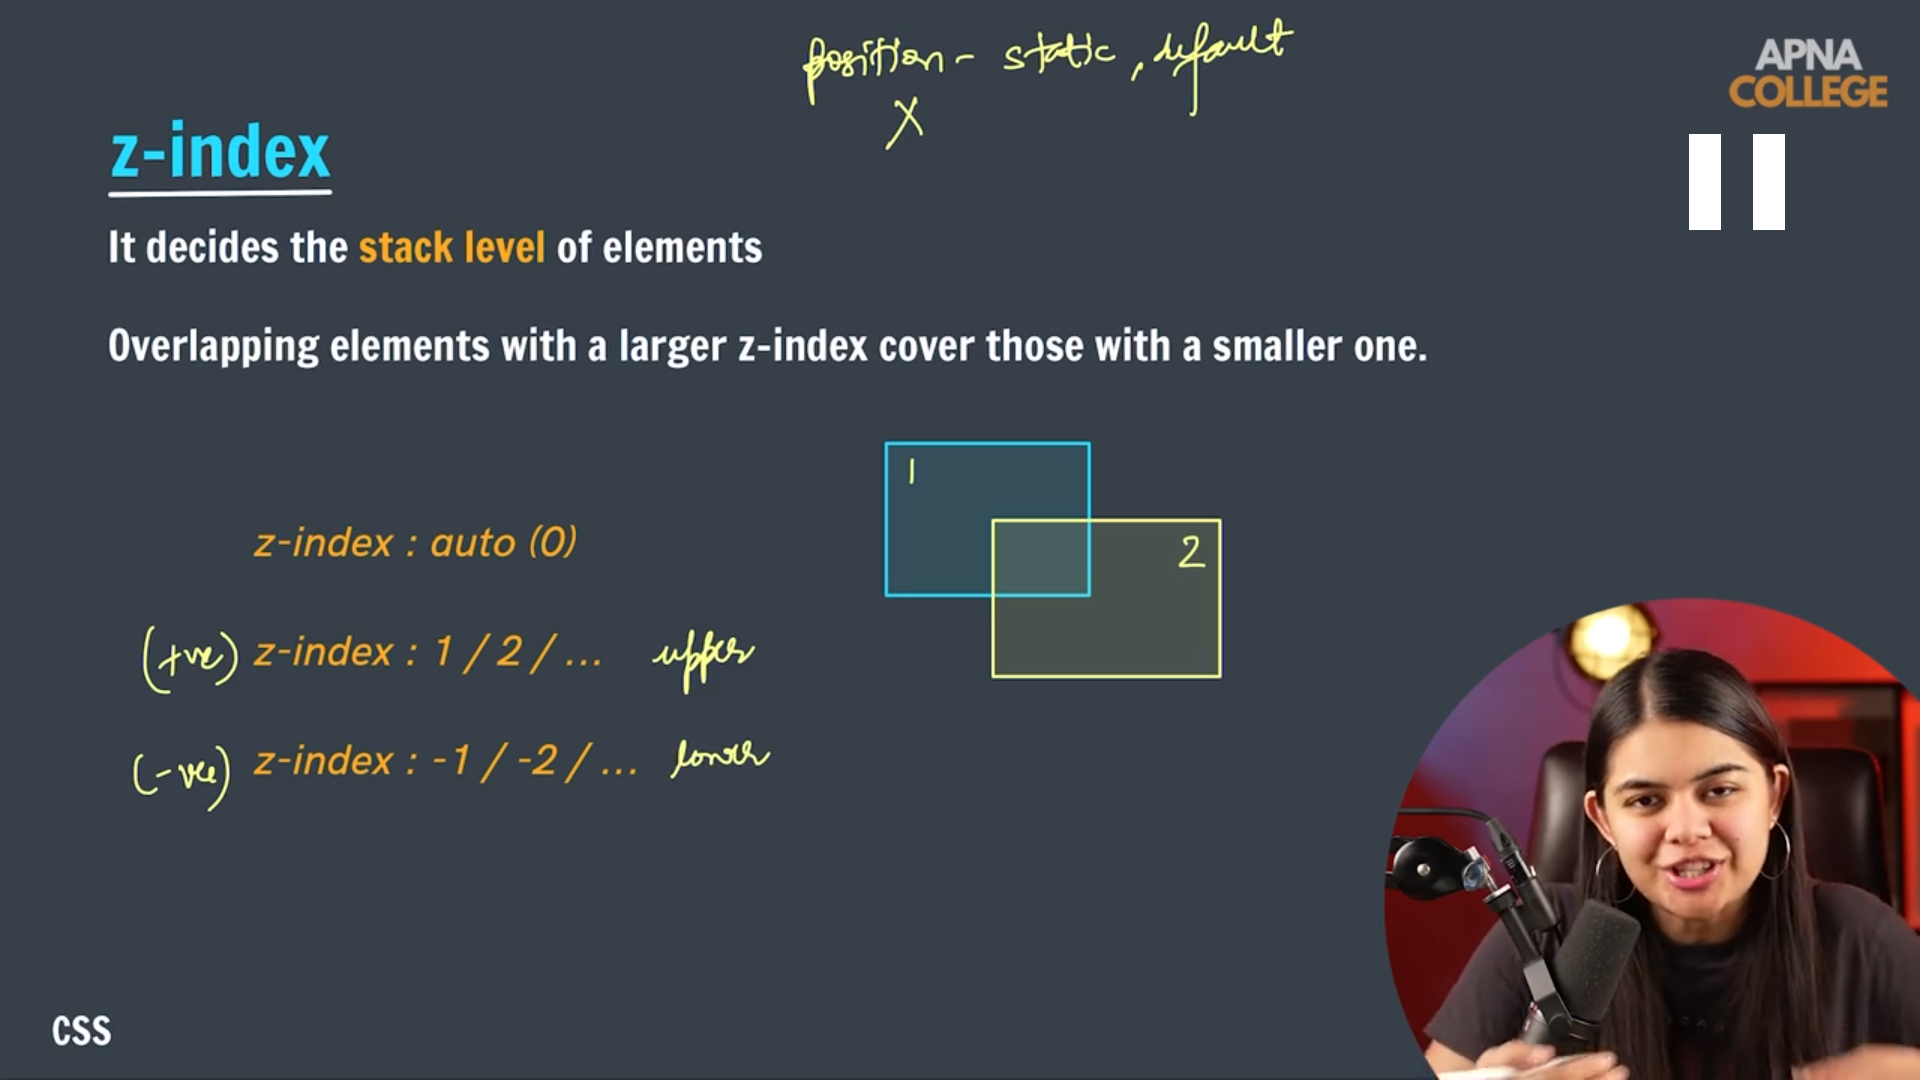 position - static, default
X
APNA
COLLEGE
z-index
It decides the stack level of elements
Overlapping elements with a larger z-index cover those with a smaller one.
1
2
z-index : auto (0)
(+ve) z-index : 1 / 2 / ... upper
(-ve) z-index : -1 / -2 / ... lower
CSS